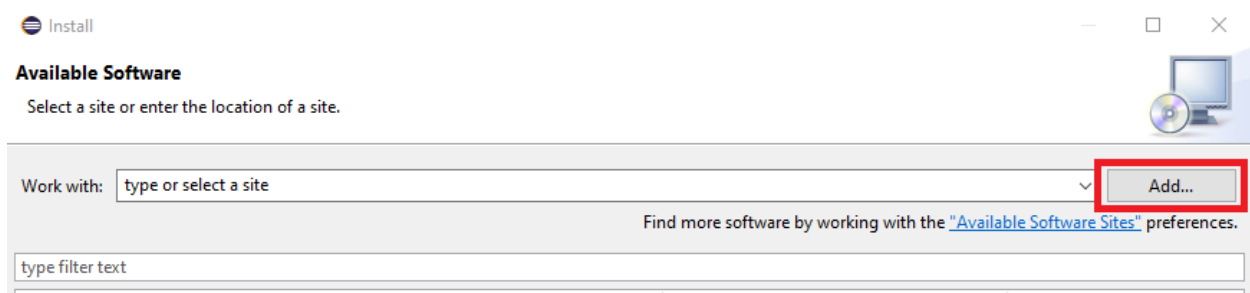 Install
Available Software
Select a site or enter the location of a site.
Work with: type or select a site Add...
Find more software by working with the "Available Software Sites" preferences.
type filter text